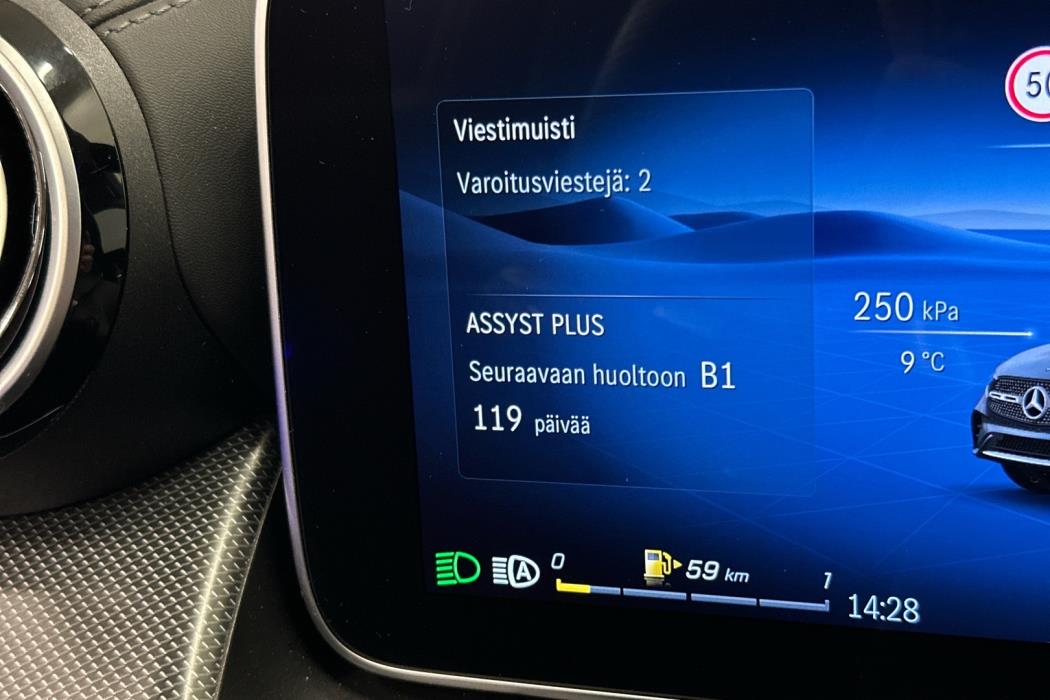 50
Viestimuisti
Varoitusviestejä: 2
ASSYST PLUS
Seuraavaan huoltoon B1
119 päivää
250 kPa
9 °C
A
0
59 km
1
14:28